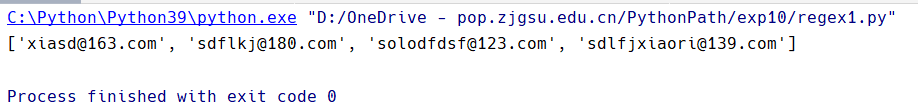 C:\Python\Python39\python.exe "D:/OneDrive - pop.zjgsu.edu.cn/PythonPath/exp10/regex1.py"
['xiasd@163.com', 'sdflkj@180.com', 'solodfdsf@123.com', 'sdlfjxiaori@139.com']
Process finished with exit code 0